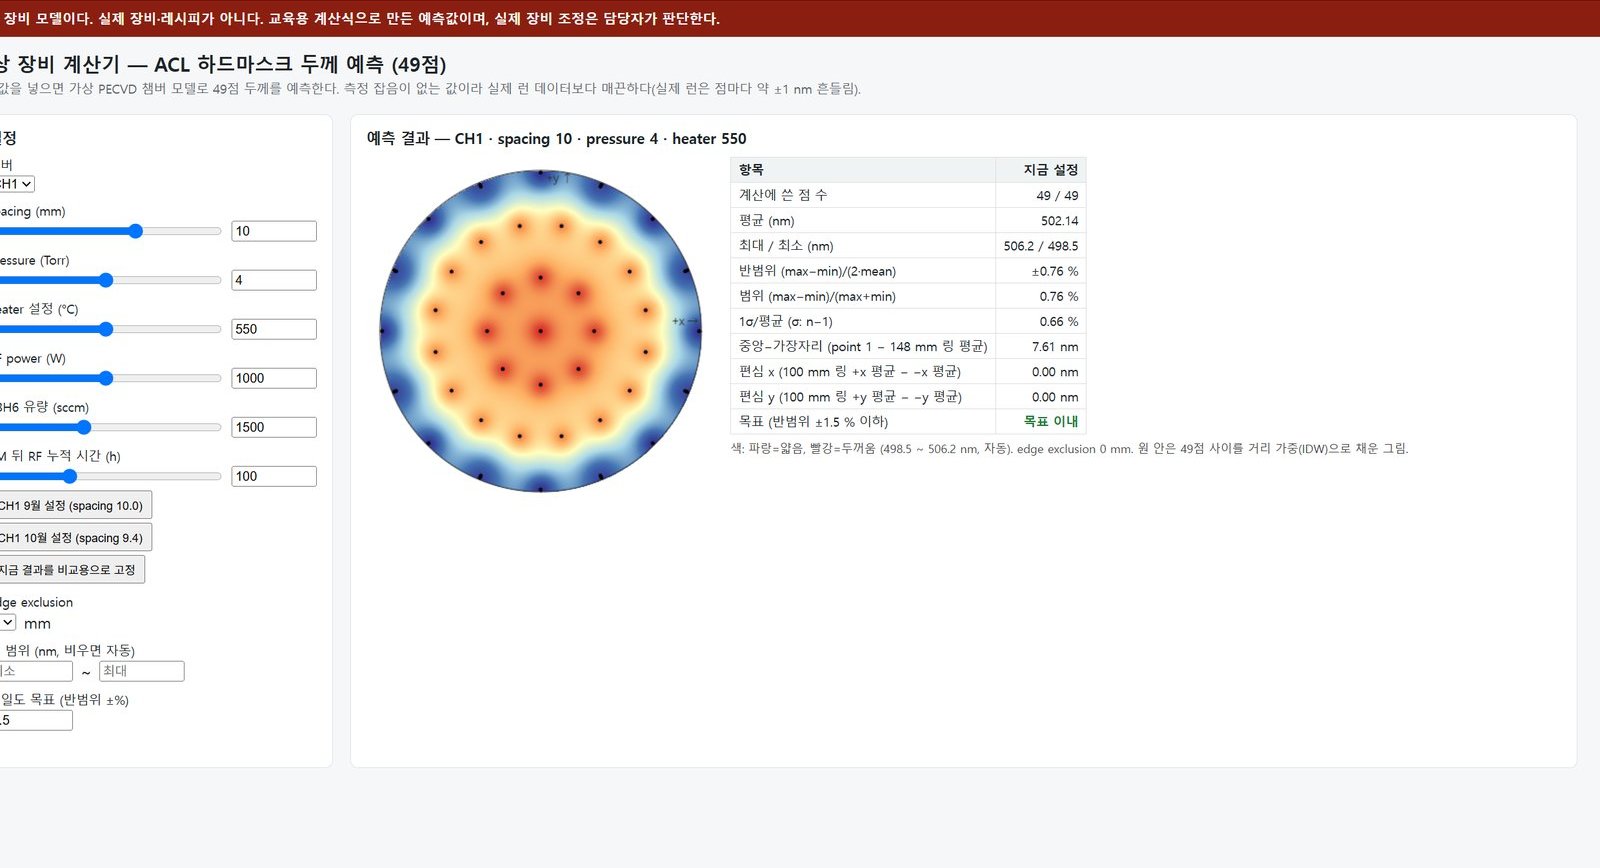 장비 모델이다. 실제 장비·레시피가 아니다. 교육용 계산식으로 만든 예측값이며, 실제 장비 조정은 담당자가 판단한다.
상 장비 계산기 — ACL 하드마스크 두께 예측 (49점)
값을 넣으면 가상 PECVD 챔버 모델로 49점 두께를 예측한다. 측정 잡음이 없는 값이라 실제 런 데이터보다 매끈하다(실제 런은 점마다 약 ±1 nm 흔들림).
설정
버
CH1
acing (mm)
10
essure (Torr)
4
eater 설정 (°C)
550
F power (W)
1000
3H6 유량 (sccm)
1500
M 뒤 RF 누적 시간 (h)
100
CH1 9월 설정 (spacing 10.0)
CH1 10월 설정 (spacing 9.4)
지금 결과를 비교용으로 고정
dge exclusion
mm
범위 (nm, 비우면 자동)
최소 ~ 최대
일도 목표 (반범위 ±%)
.5
예측 결과 — CH1 · spacing 10 · pressure 4 · heater 550
+y ↑
+x →
항목 지금 설정
계산에 쓴 점 수 49 / 49
평균 (nm) 502.14
최대 / 최소 (nm) 506.2 / 498.5
반범위 (max−min)/(2·mean) ±0.76 %
범위 (max−min)/(max+min) 0.76 %
1σ/평균 (σ: n−1) 0.66 %
중앙−가장자리 (point 1 − 148 mm 링 평균) 7.61 nm
편심 x (100 mm 링 +x 평균 − −x 평균) 0.00 nm
편심 y (100 mm 링 +y 평균 − −y 평균) 0.00 nm
목표 (반범위 ±1.5 % 이하) 목표 이내
색: 파랑=얇음, 빨강=두꺼움 (498.5 ~ 506.2 nm, 자동). edge exclusion 0 mm. 원 안은 49점 사이를 거리 가중(IDW)으로 채운 그림.